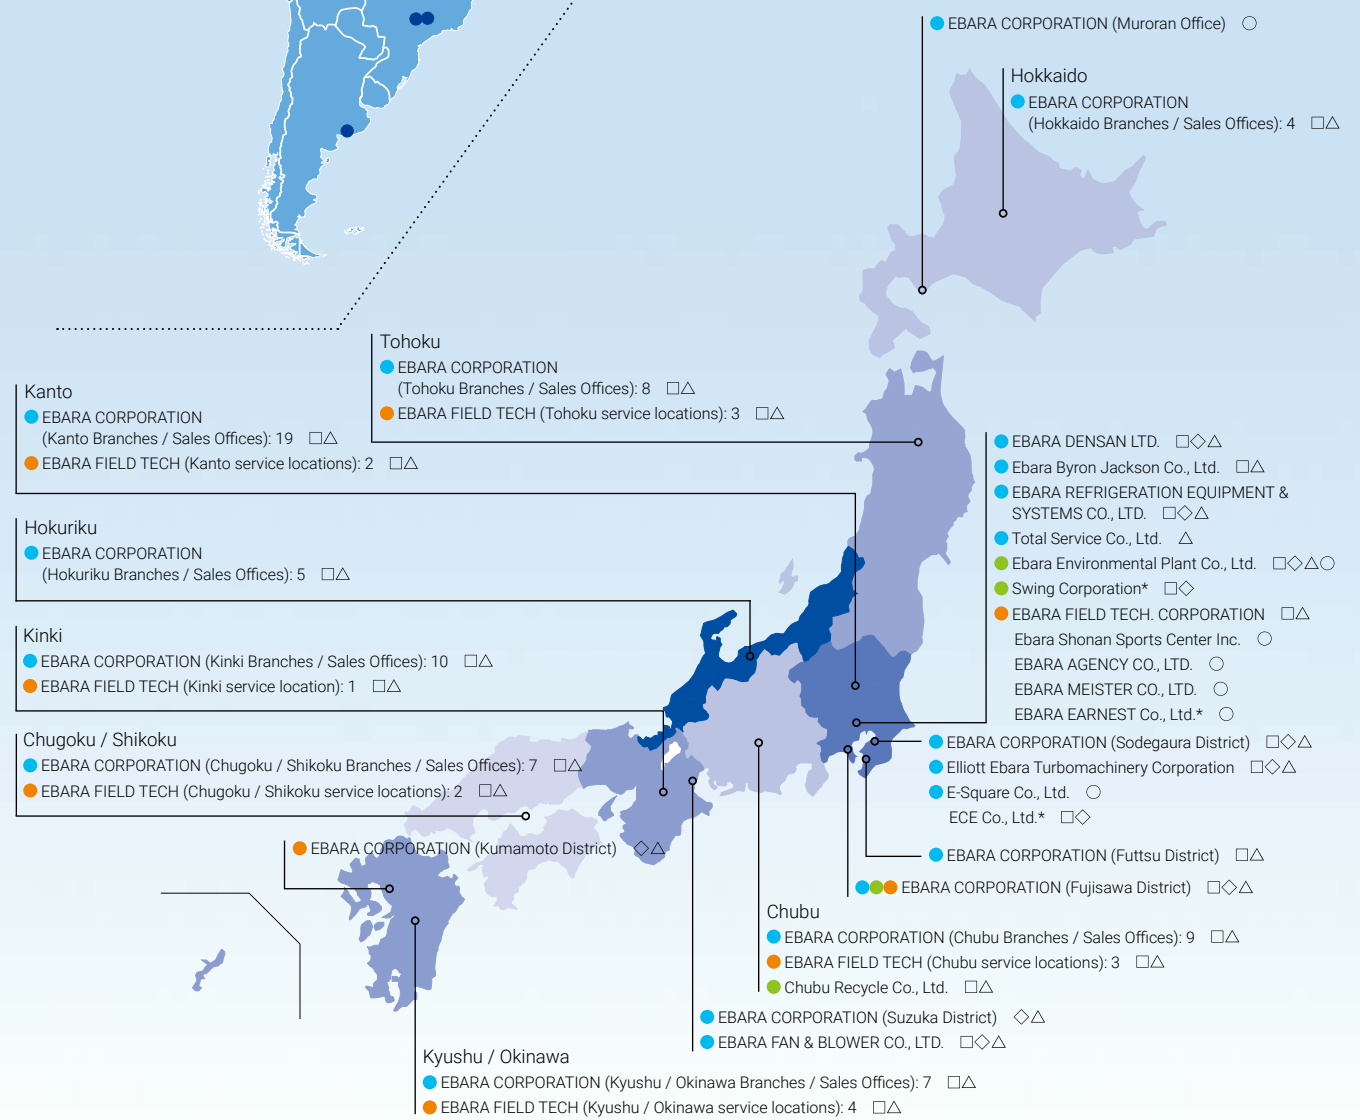 EBARA CORPORATION (Muroran Office) ○
Hokkaido
EBARA CORPORATION
(Hokkaido Branches / Sales Offices): 4 □△
Tohoku
EBARA CORPORATION
(Tohoku Branches / Sales Offices): 8 □△
EBARA FIELD TECH (Tohoku service locations): 3 □△
Kanto
EBARA CORPORATION
(Kanto Branches / Sales Offices): 19 □△
EBARA FIELD TECH (Kanto service locations): 2 □△
Hokuriku
EBARA CORPORATION
(Hokuriku Branches / Sales Offices): 5 □△
Kinki
EBARA CORPORATION (Kinki Branches / Sales Offices): 10 □△
EBARA FIELD TECH (Kinki service location): 1 □△
Chugoku / Shikoku
EBARA CORPORATION (Chugoku / Shikoku Branches / Sales Offices): 7 □△
EBARA FIELD TECH (Chugoku / Shikoku service locations): 2 □△
EBARA CORPORATION (Kumamoto District) ◇△
EBARA DENSAN LTD. □◇△
Ebara Byron Jackson Co., Ltd. □△
EBARA REFRIGERATION EQUIPMENT &
SYSTEMS CO., LTD. □◇△
Total Service Co., Ltd. △
Ebara Environmental Plant Co., Ltd. □◇△○
Swing Corporation* □◇
EBARA FIELD TECH. CORPORATION □△
Ebara Shonan Sports Center Inc. ○
EBARA AGENCY CO., LTD. ○
EBARA MEISTER CO., LTD. ○
EBARA EARNEST Co., Ltd.* ○
EBARA CORPORATION (Sodegaura District) □◇△
Elliott Ebara Turbomachinery Corporation □◇△
E-Square Co., Ltd. ○
ECE Co., Ltd.* □◇
EBARA CORPORATION (Futtsu District) □△
EBARA CORPORATION (Fujisawa District) □◇△
Chubu
EBARA CORPORATION (Chubu Branches / Sales Offices): 9 □△
EBARA FIELD TECH (Chubu service locations): 3 □△
Chubu Recycle Co., Ltd. □△
EBARA CORPORATION (Suzuka District) ◇△
EBARA FAN & BLOWER CO., LTD. □◇△
Kyushu / Okinawa
EBARA CORPORATION (Kyushu / Okinawa Branches / Sales Offices): 7 □△
EBARA FIELD TECH (Kyushu / Okinawa service locations): 4 □△